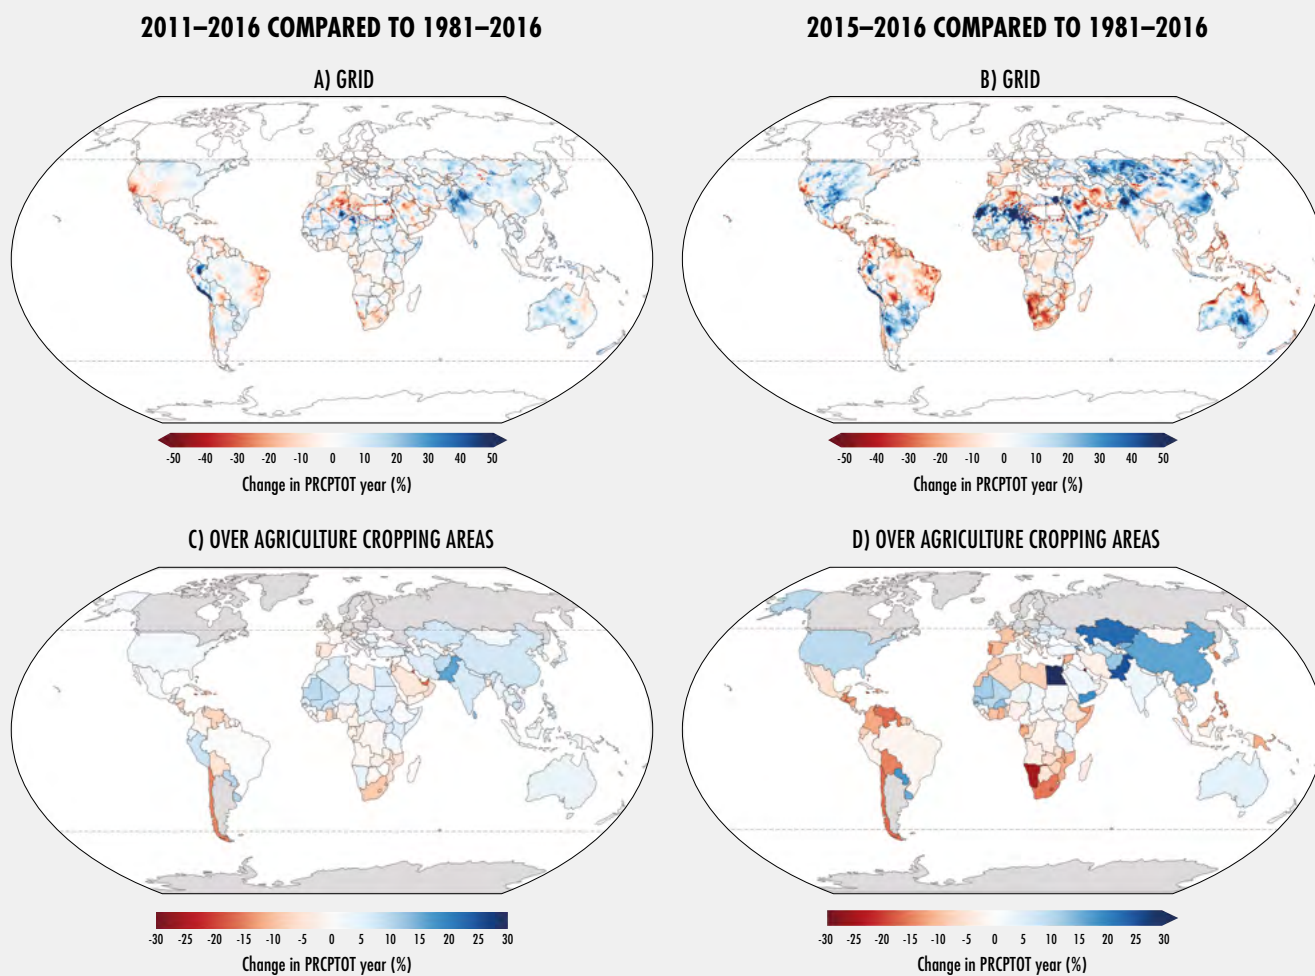 2011–2016 COMPARED TO 1981–2016
2015–2016 COMPARED TO 1981–2016
A) GRID
B) GRID
-50 -40 -30 -20 -10 0 10 20 30 40 50
Change in PRCPTOT year (%)
-50 -40 -30 -20 -10 0 10 20 30 40 50
Change in PRCPTOT year (%)
C) OVER AGRICULTURE CROPPING AREAS
D) OVER AGRICULTURE CROPPING AREAS
-30 -25 -20 -15 -10 -5 0 5 10 15 20 25 30
Change in PRCPTOT year (%)
-30 -25 -20 -15 -10 -5 0 5 10 15 20 25 30
Change in PRCPTOT year (%)